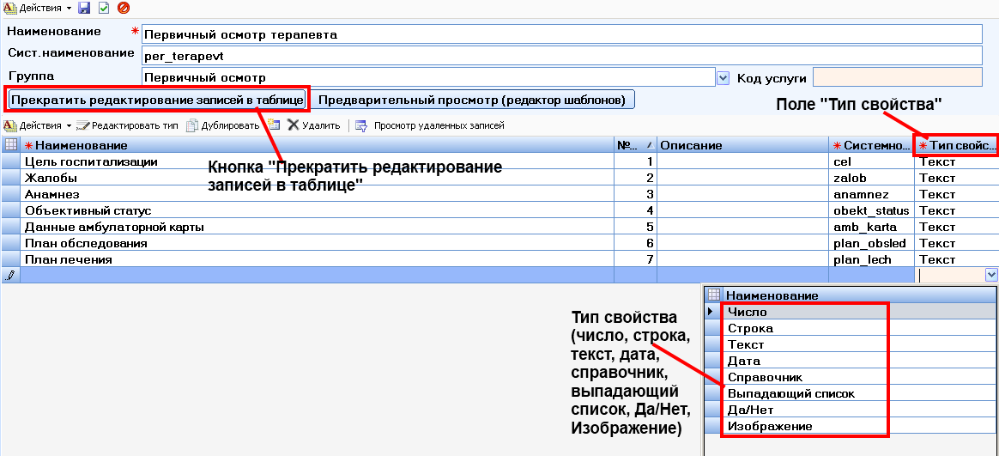 Действия
Наименование * Первичный осмотр терапевта
Сист.наименование per_terapevt
Группа Первичный осмотр Код услуги
Прекратить редактирование записей в таблице Предварительный просмотр (редактор шаблонов)
Поле "Тип свойства"
Действия Редактировать тип Дублировать Удалить Просмотр удаленных записей
* Наименование №... Описание * Системно... * Тип свойс...
Цель госпитализации 1 cel Текст
Жалобы 2 zalob Текст
Анамнез 3 anamnez Текст
Объективный статус 4 obekt_status Текст
Данные амбулаторной карты 5 amb_karta Текст
План обследования 6 plan_obsled Текст
План лечения 7 plan_lech Текст
Кнопка "Прекратить редактирование
записей в таблице"
Наименование
Число
Строка
Текст
Дата
Справочник
Выпадающий список
Да/Нет
Изображение
Тип свойства
(число, строка,
текст, дата,
справочник,
выпадающий
список, Да/Нет,
Изображение)